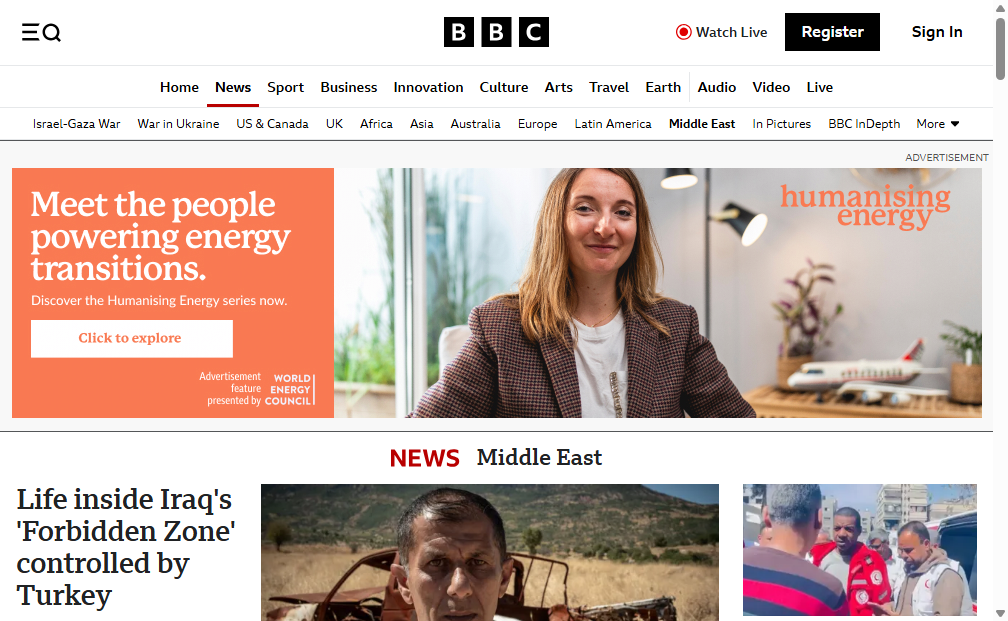 BBC
Watch Live
Register
Sign In
Home News Sport Business Innovation Culture Arts Travel Earth Audio Video Live
Israel-Gaza War War in Ukraine US & Canada UK Africa Asia Australia Europe Latin America Middle East In Pictures BBC InDepth More
ADVERTISEMENT
Meet the people
powering energy
transitions.
Discover the Humanising Energy series now.
Click to explore
Advertisement
feature
presented by
WORLD
ENERGY
COUNCIL
humanising
energy
NEWS Middle East
Life inside Iraq's
'Forbidden Zone'
controlled by
Turkey